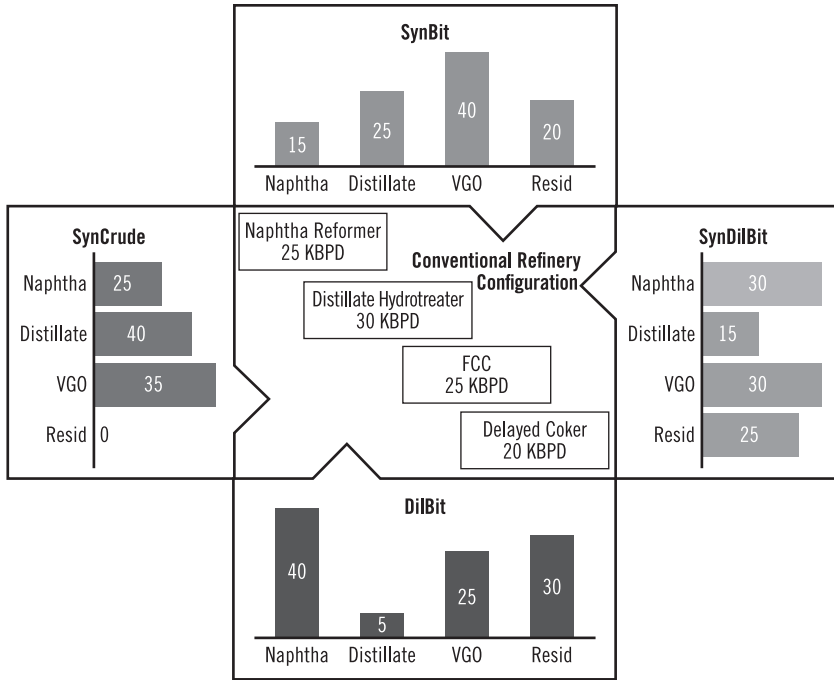 SynBit
15
25
40
20
Naphtha
Distillate
VGO
Resid
SynCrude
Naphtha
25
Distillate
40
VGO
35
Resid
0
Naphtha Reformer
25 KBPD
Conventional Refinery
Configuration
Distillate Hydrotreater
30 KBPD
FCC
25 KBPD
Delayed Coker
20 KBPD
SynDilBit
Naphtha
30
Distillate
15
VGO
30
Resid
25
DilBit
40
5
25
30
Naphtha
Distillate
VGO
Resid